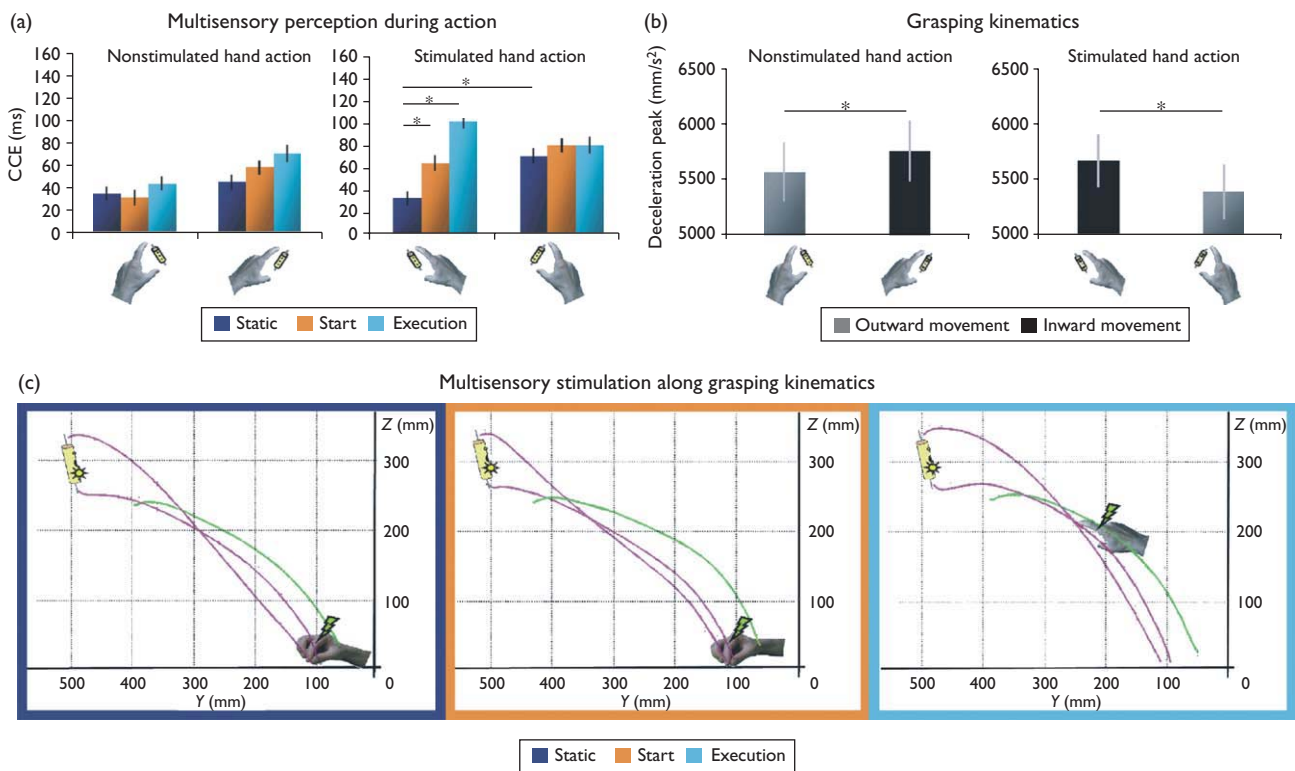 (a) Multisensory perception during action
Nonstimulated hand action
Stimulated hand action
CCE (ms)
160
140
120
100
80
60
40
20
0
160
140
120
100
80
60
40
20
0
* * *
Static Start Execution
(b) Grasping kinematics
Nonstimulated hand action
Stimulated hand action
Deceleration peak (mm/s²)
6500
6000
5500
5000
6500
6000
5500
5000
* *
Outward movement Inward movement
(c) Multisensory stimulation along grasping kinematics
Z (mm)
300
200
100
500 400 300 200 100 0
Y (mm)
Z (mm)
300
200
100
500 400 300 200 100 0
Y (mm)
Z (mm)
300
200
100
500 400 300 200 100 0
Y (mm)
Static Start Execution